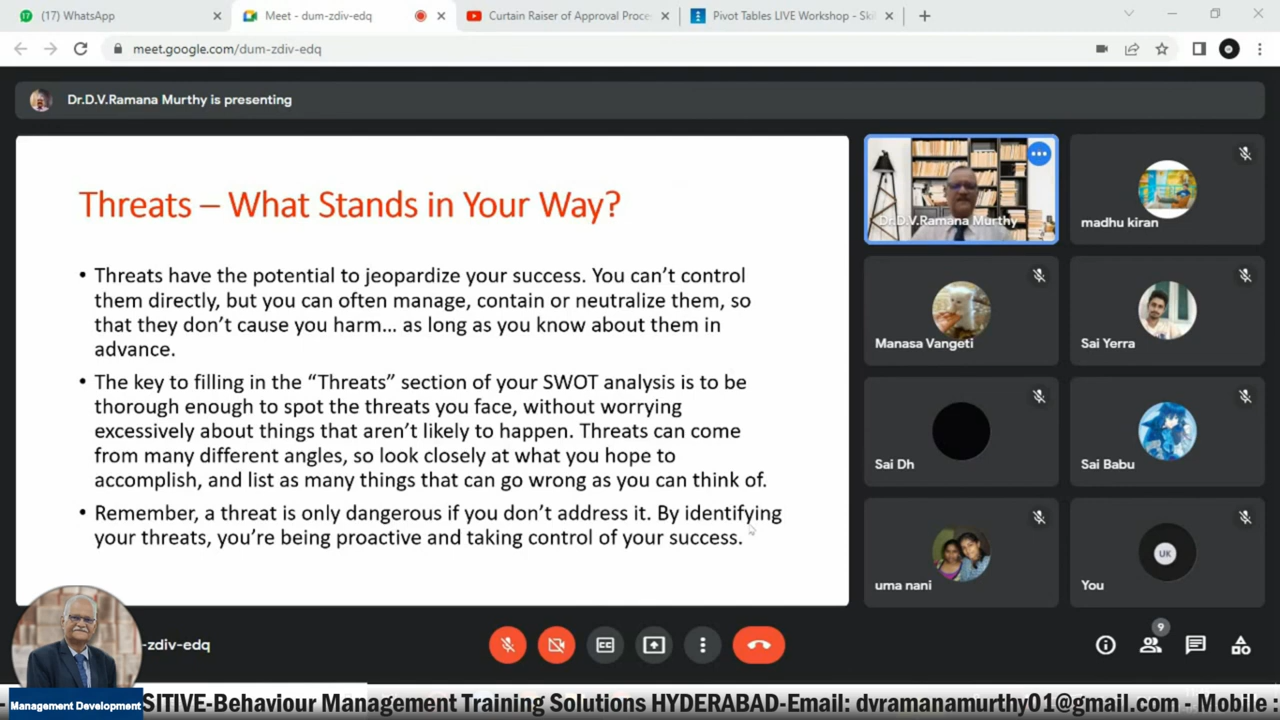 (17) WhatsApp
Meet - dum-zdiv-edq
Curtain Raiser of Approval Proce
Pivot Tables LIVE Workshop - Ski
meet.google.com/dum-zdiv-edq
Dr.D.V.Ramana Murthy is presenting
Threats – What Stands in Your Way?
• Threats have the potential to jeopardize your success. You can’t control
them directly, but you can often manage, contain or neutralize them, so
that they don’t cause you harm… as long as you know about them in
advance.
• The key to filling in the “Threats” section of your SWOT analysis is to be
thorough enough to spot the threats you face, without worrying
excessively about things that aren’t likely to happen. Threats can come
from many different angles, so look closely at what you hope to
accomplish, and list as many things that can go wrong as you can think of.
• Remember, a threat is only dangerous if you don’t address it. By identifying
your threats, you’re being proactive and taking control of your success.
Dr.D.V.Ramana Murthy
madhu kiran
Manasa Vangeti
Sai Yerra
Sai Dh
Sai Babu
uma nani
UK
You
-zdiv-edq
CC
9
Management Development
SITIVE-Behaviour Management Training Solutions HYDERABAD-Email: dvramanamurthy01@gmail.com - Mobile :